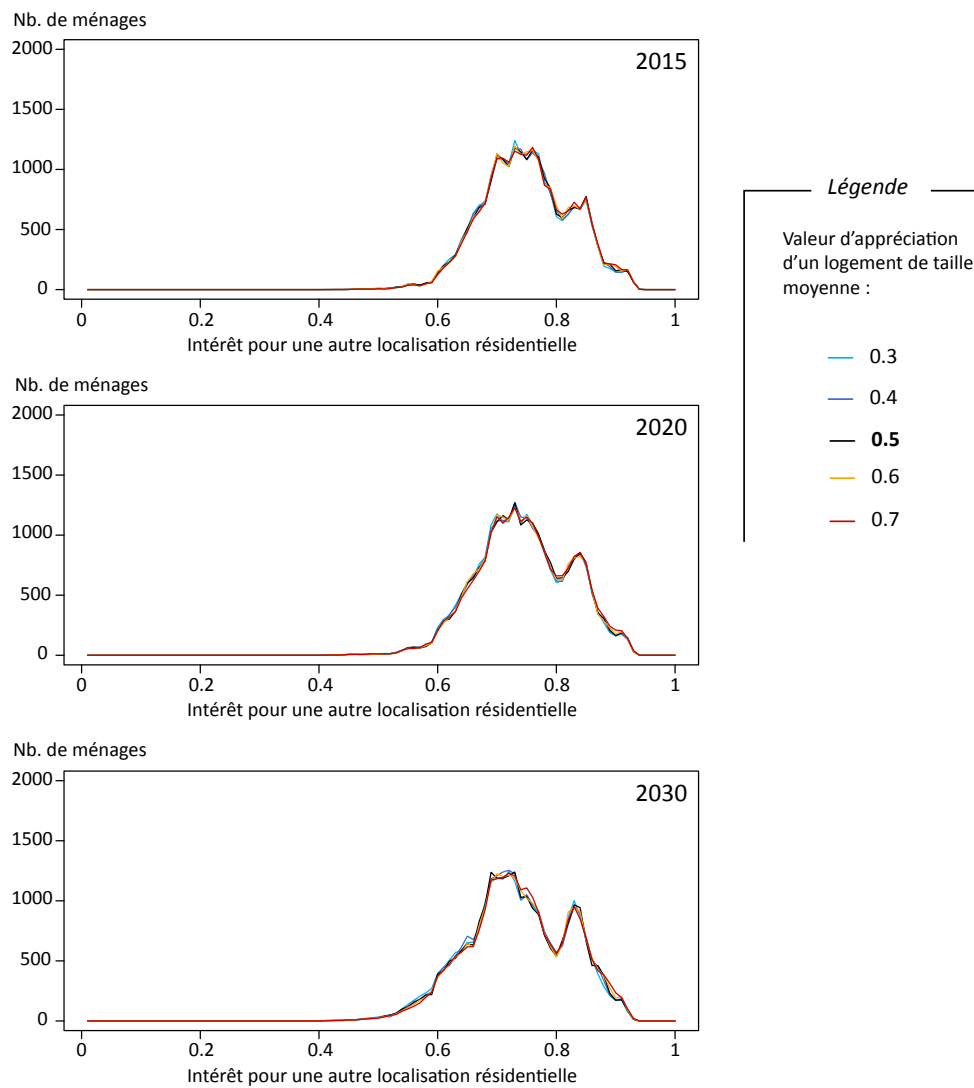 Nb. de ménages
2000
1500
1000
500
0
2015
0 0.2 0.4 0.6 0.8 1
Intérêt pour une autre localisation résidentielle
Nb. de ménages
2000
1500
1000
500
0
2020
0 0.2 0.4 0.6 0.8 1
Intérêt pour une autre localisation résidentielle
Nb. de ménages
2000
1500
1000
500
0
2030
0 0.2 0.4 0.6 0.8 1
Intérêt pour une autre localisation résidentielle
Légende
Valeur d'appréciation
d'un logement de taille
moyenne :
0.3
0.4
0.5
0.6
0.7